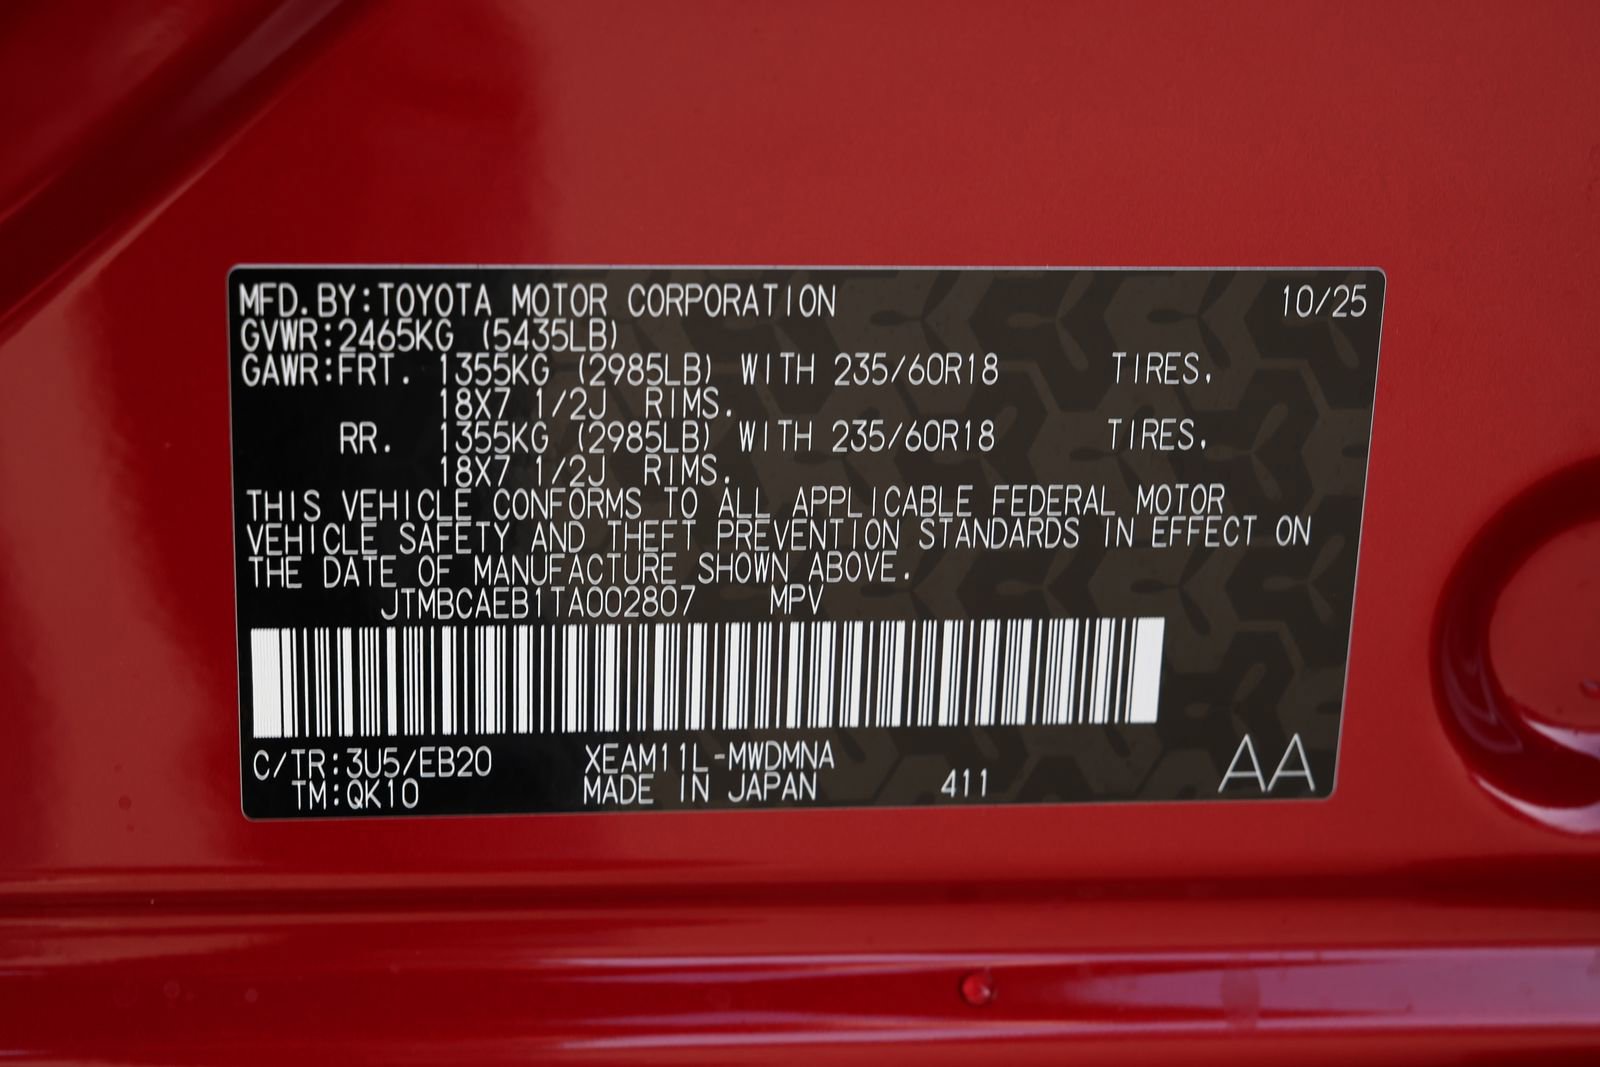 MFD.BY:TOYOTA MOTOR CORPORATION 10/25
GVWR:2465KG (5435LB)
GAWR:FRT. 1355KG (2985LB) WITH 235/60R18 TIRES,
18X7 1/2J RIMS.
RR. 1355KG (2985LB) WITH 235/60R18 TIRES,
18X7 1/2J RIMS.
THIS VEHICLE CONFORMS TO ALL APPLICABLE FEDERAL MOTOR
VEHICLE SAFETY AND THEFT PREVENTION STANDARDS IN EFFECT ON
THE DATE OF MANUFACTURE SHOWN ABOVE.
JTMBCAEB1TA002807 MPV
C/TR:3U5/EB20 XEAM11L-MWDMNA
TM:QK10 MADE IN JAPAN 411 AA